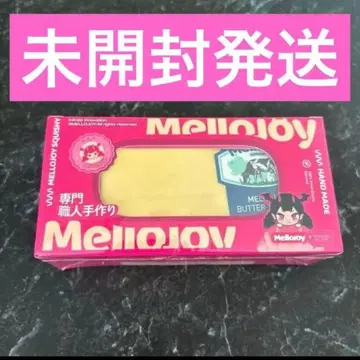 未開封発送
MELLOJOY SQUISHY
MelloJoy
HAND MADE
専門
職人手作り
BUTTER
MelloJoy
MelloJoy